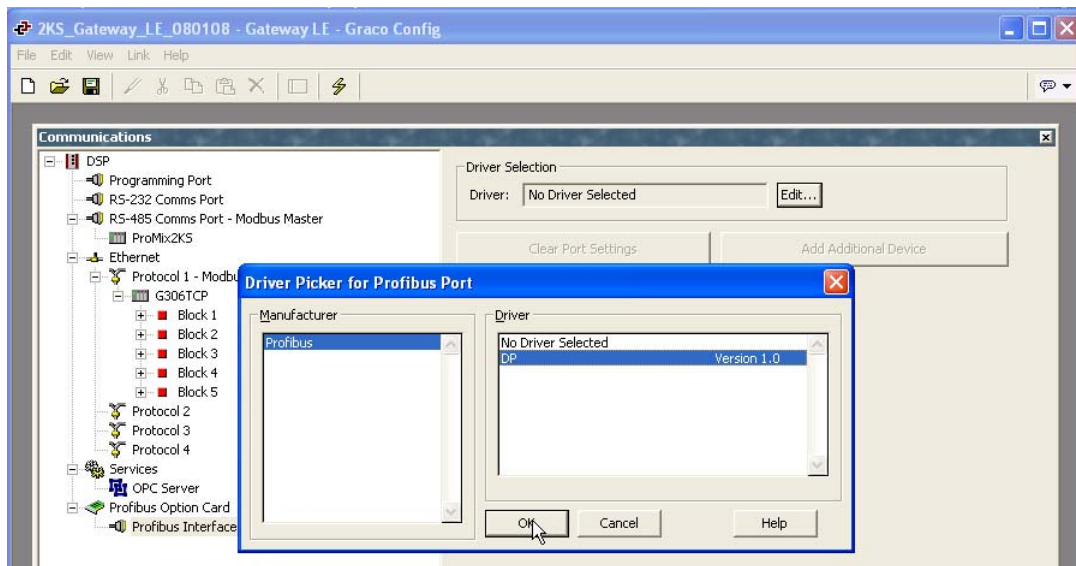 2KS_Gateway_LE_080108 - Gateway LE - Graco Config
File Edit View Link Help
Communications
DSP
Programming Port
RS-232 Comms Port
RS-485 Comms Port - Modbus Master
ProMix2KS
Ethernet
Protocol 1 - Modbu
G306TCP
Block 1
Block 2
Block 3
Block 4
Block 5
Protocol 2
Protocol 3
Protocol 4
Services
OPC Server
Profibus Option Card
Profibus Interface
Driver Selection
Driver: No Driver Selected Edit...
Clear Port Settings Add Additional Device
Driver Picker for Profibus Port
Manufacturer
Profibus
Driver
No Driver Selected
DP Version 1.0
OK Cancel Help